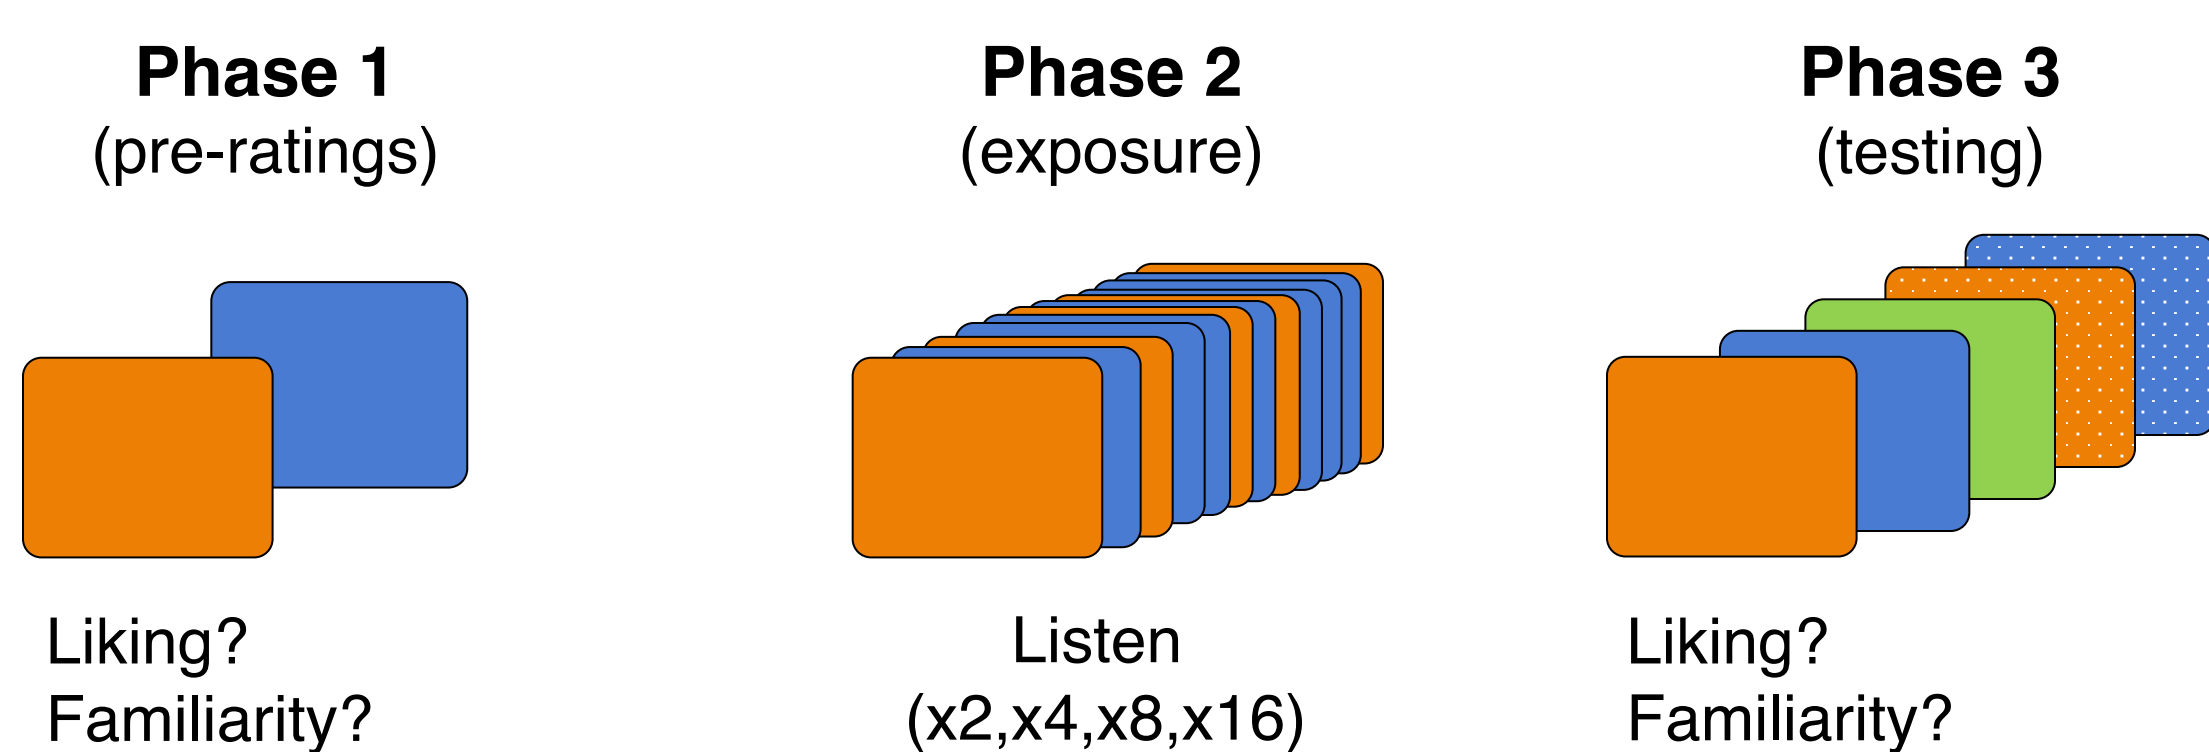 Phase 1
(pre-ratings)
Liking?
Familiarity?
Phase 2
(exposure)
Listen
(x2,x4,x8,x16)
Phase 3
(testing)
Liking?
Familiarity?